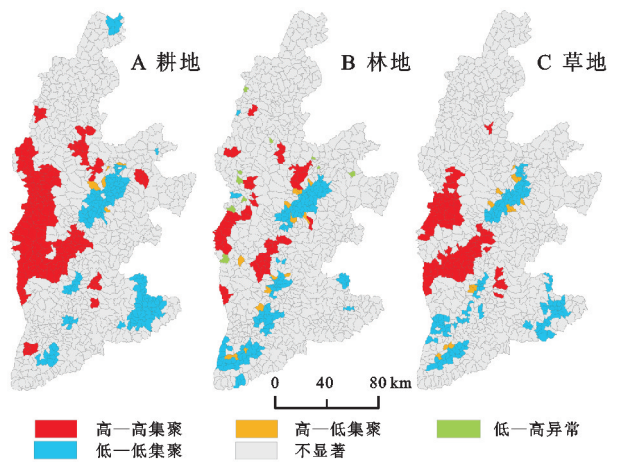 A 耕地
B 林地
C 草地
0 40 80 km
高—高集聚
高—低集聚
低—高异常
低—低集聚
不显著